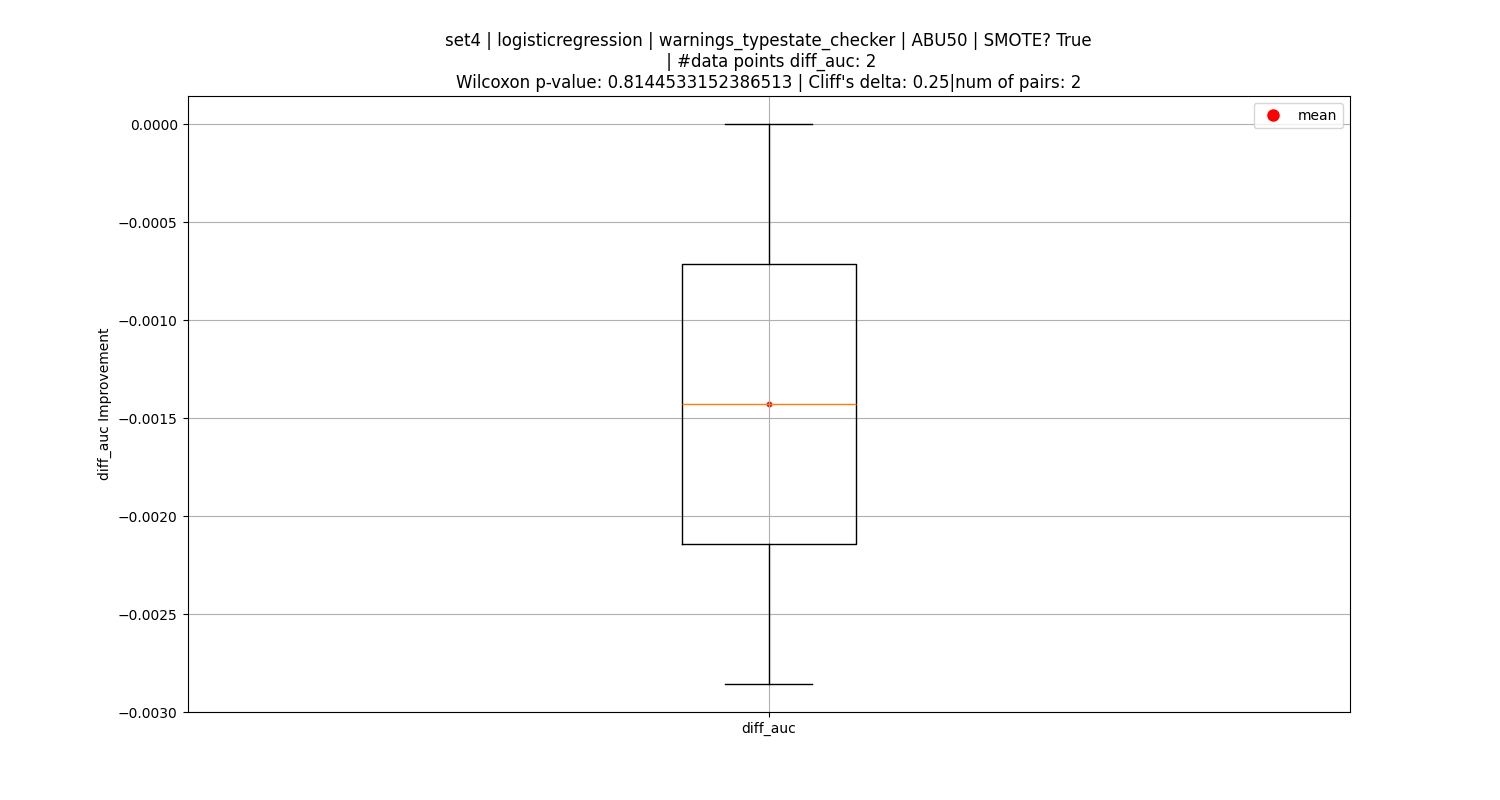 set4 | logisticregression | warnings_typestate_checker | ABU50 | SMOTE? True
| #data points diff_auc: 2
Wilcoxon p-value: 0.8144533152386513 | Cliff's delta: 0.25|num of pairs: 2
mean
0.0000
−0.0005
−0.0010
−0.0015
−0.0020
−0.0025
−0.0030
diff_auc Improvement
diff_auc